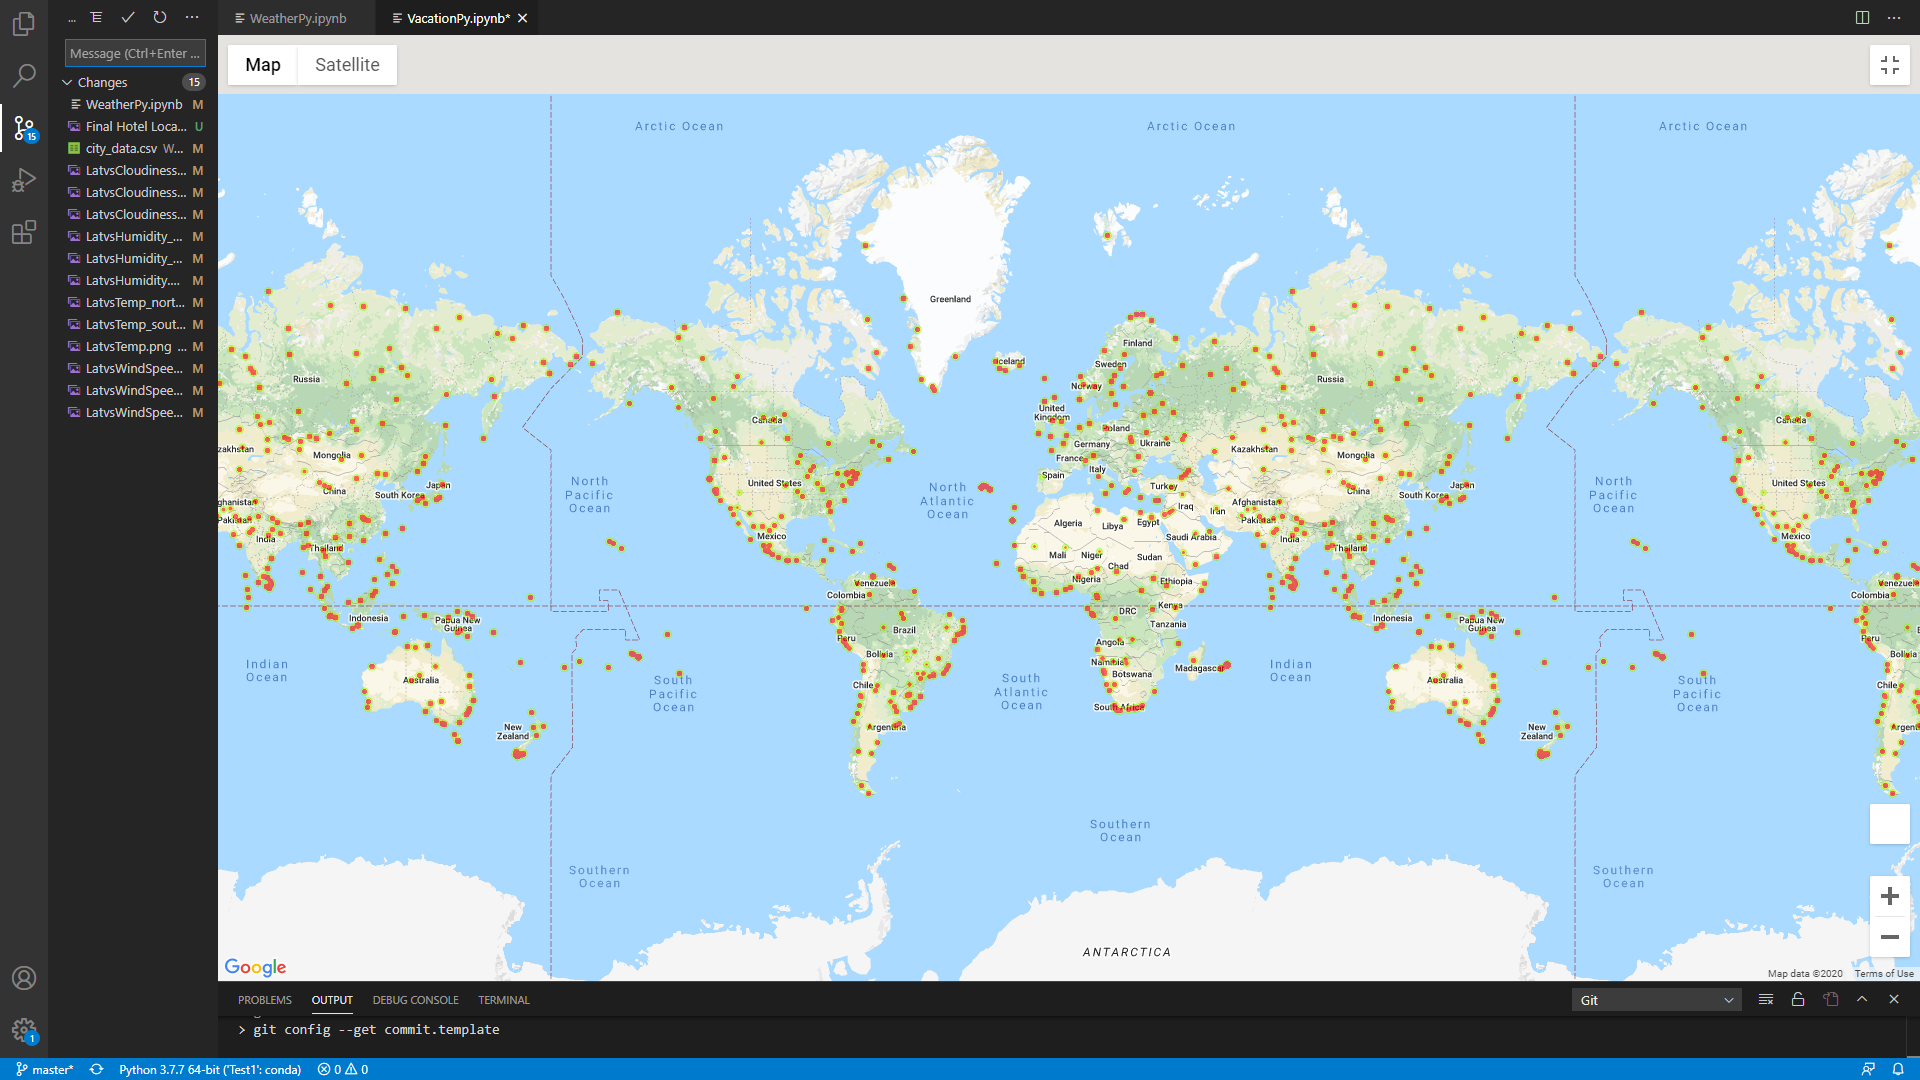 WeatherPy.ipynb
VacationPy.ipynb*
Message (Ctrl+Enter ...
Changes 15
WeatherPy.ipynb M
Final Hotel Loca... U
city_data.csv W... M
LatvsCloudiness... M
LatvsCloudiness... M
LatvsCloudiness... M
LatvsHumidity_... M
LatvsHumidity_... M
LatvsHumidity.... M
LatvsTemp_nort... M
LatvsTemp_sout... M
LatvsTemp.png ... M
LatvsWindSpee... M
LatvsWindSpee... M
LatvsWindSpee... M
15
1
Map Satellite
Arctic Ocean Arctic Ocean Arctic Ocean
Greenland
Iceland
Finland
Sweden
Norway
Russia Russia
United
Kingdom
Canada Canada
Poland
Germany
Ukraine
France
Italy
Spain
Kazakhstan
Mongolia Mongolia
Turkey
China China
South Korea South Korea
Japan Japan
United States United States
Afghanistan
Iraq
Iran
Pakistan
North
Pacific
Ocean
North
Atlantic
Ocean
North
Pacific
Ocean
Algeria
Libya
Egypt
Saudi Arabia
India India
Thailand Thailand
Mexico Mexico
Mali
Niger
Sudan
Chad
Nigeria
Ethiopia
Venezuela
Colombia Colombia
DRC
Kenya
Tanzania
Indonesia Indonesia
Papua New
Guinea
Papua New
Guinea
Brazil
Peru Peru
Bolivia Bolivia
Angola
Namibia
Botswana
Madagascar
South Africa
Indian
Ocean
Indian
Ocean
Australia Australia
South
Pacific
Ocean
South
Atlantic
Ocean
South
Pacific
Ocean
Chile Chile
Argentina
New
Zealand
New
Zealand
Southern
Ocean
Southern
Ocean
Southern
Ocean
ANTARCTICA
Google
Map data ©2020 Terms of Use
PROBLEMS OUTPUT DEBUG CONSOLE TERMINAL
Git
> git config --get commit.template
master* Python 3.7.7 64-bit ('Test1': conda) 0 0